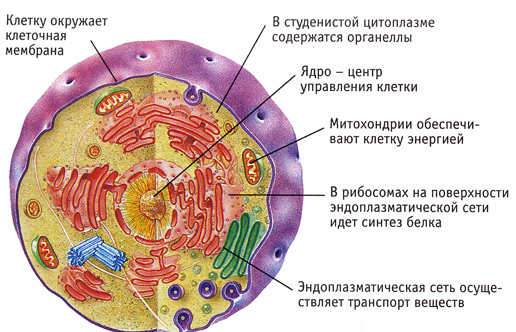 Клетку окружает
клеточная
мембрана
В студенистой цитоплазме
содержатся органеллы
Ядро – центр
управления клетки
Митохондрии обеспечи-
вают клетку энергией
В рибосомах на поверхности
эндоплазматической сети
идет синтез белка
Эндоплазматическая сеть осуще-
ствляет транспорт веществ